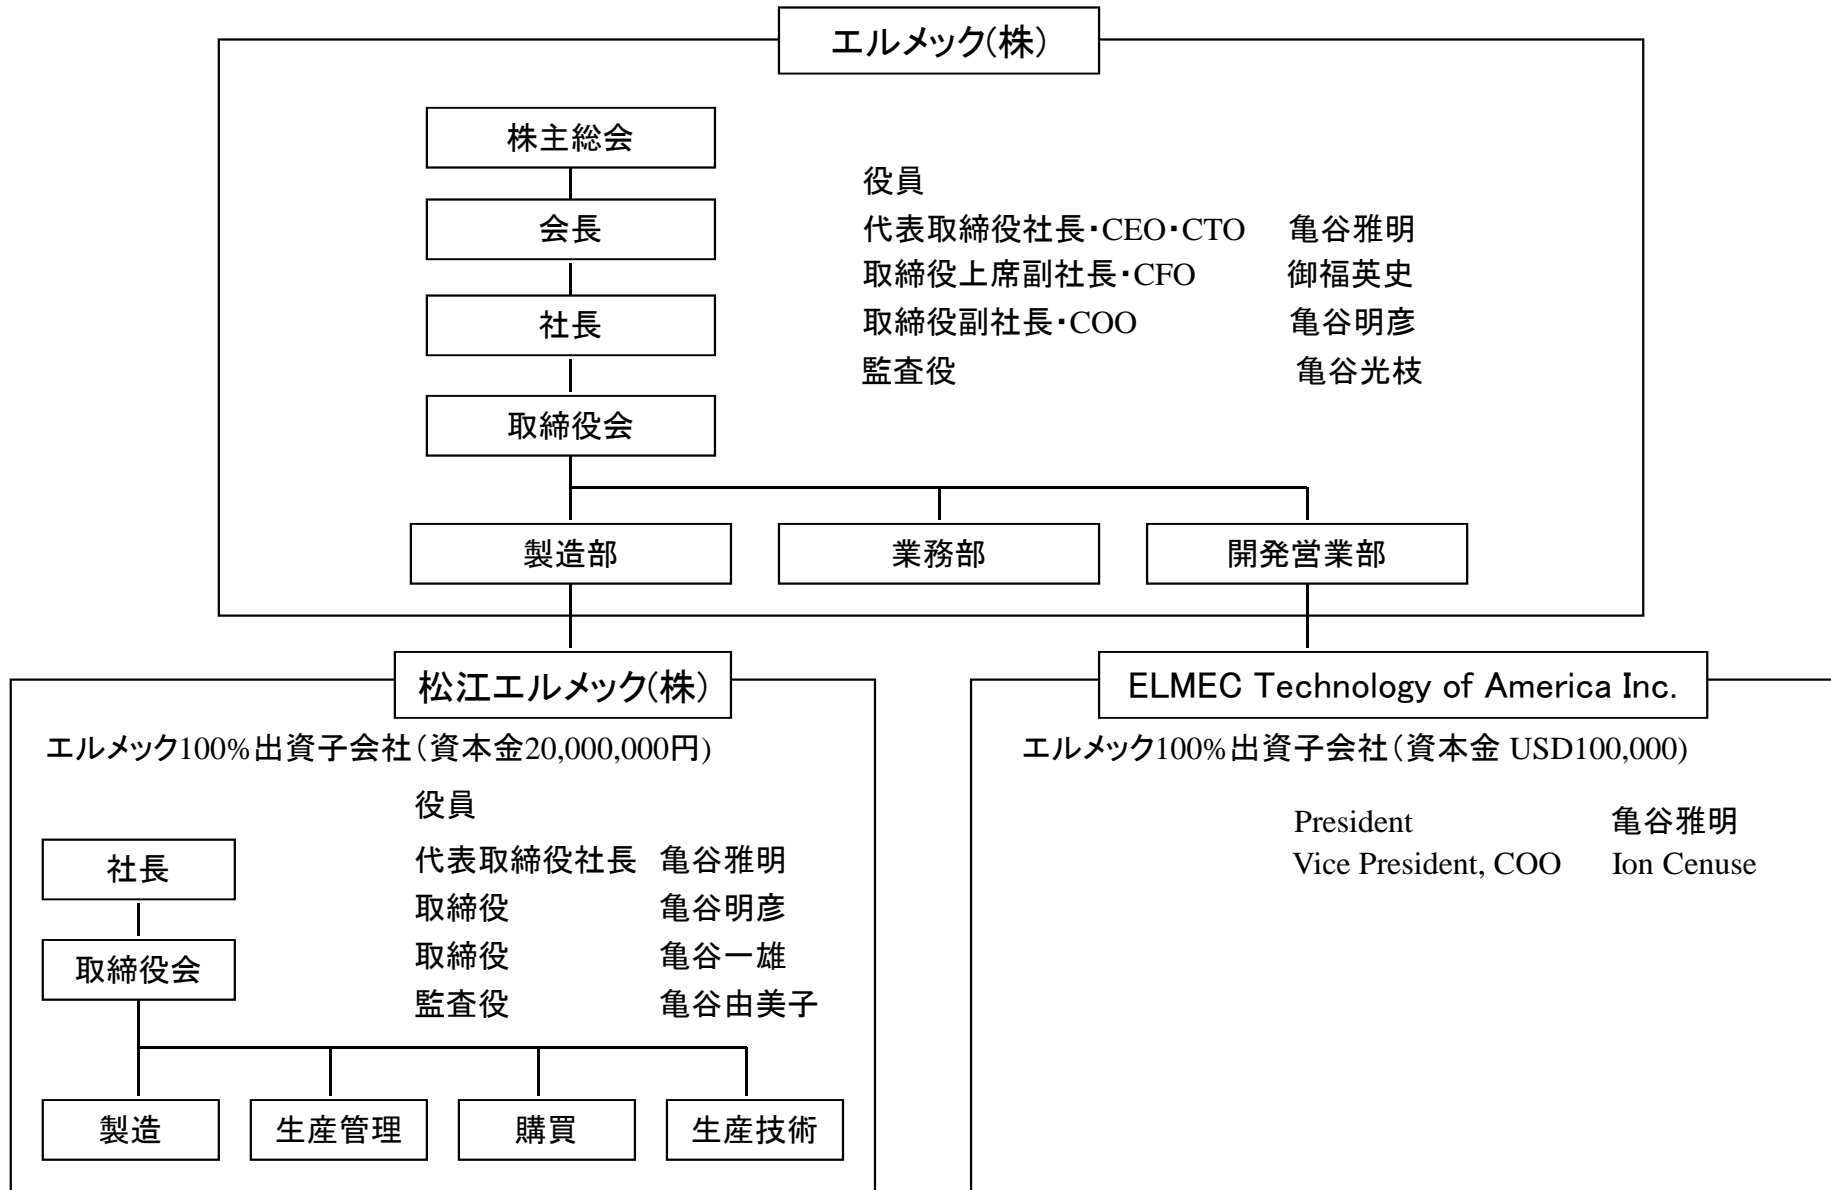 エルメック(株)
株主総会
会長
社長
取締役会
役員
代表取締役社長・CEO・CTO 亀谷雅明
取締役上席副社長・CFO 御福英史
取締役副社長・COO 亀谷明彦
監査役 亀谷光枝
製造部 業務部 開発営業部
松江エルメック(株)
エルメック100%出資子会社(資本金20,000,000円)
社長
取締役会
役員
代表取締役社長 亀谷雅明
取締役 亀谷明彦
取締役 亀谷一雄
監査役 亀谷由美子
製造 生産管理 購買 生産技術
ELMEC Technology of America Inc.
エルメック100%出資子会社(資本金 USD100,000)
President 亀谷雅明
Vice President, COO Ion Cenuse